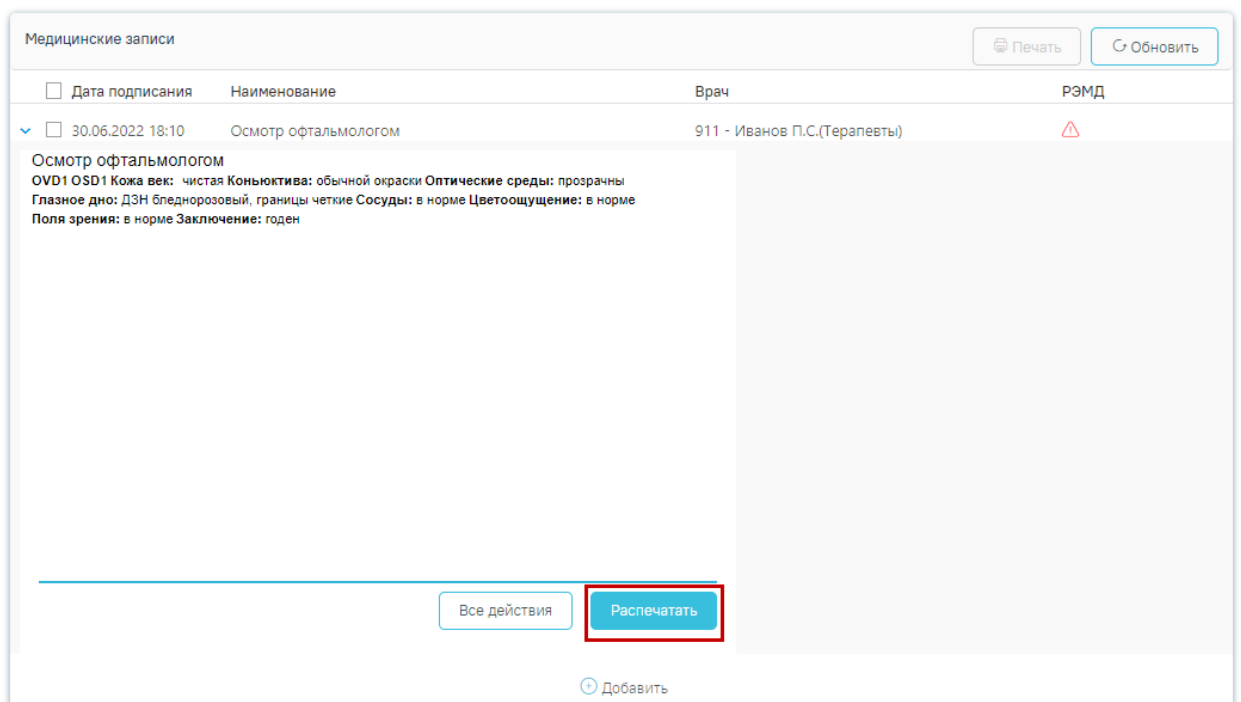 Медицинские записи
Печать
Обновить
Дата подписания Наименование Врач РЭМД
30.06.2022 18:10 Осмотр офтальмологом 911 - Иванов П.С.(Терапевты)
Осмотр офтальмологом
OVD1 OSD1 Кожа век: чистая Коньюктива: обычной окраски Оптические среды: прозрачны
Глазное дно: ДЗН бледнорозовый, границы четкие Сосуды: в норме Цветоощущение: в норме
Поля зрения: в норме Заключение: годен
Все действия
Распечатать
Добавить